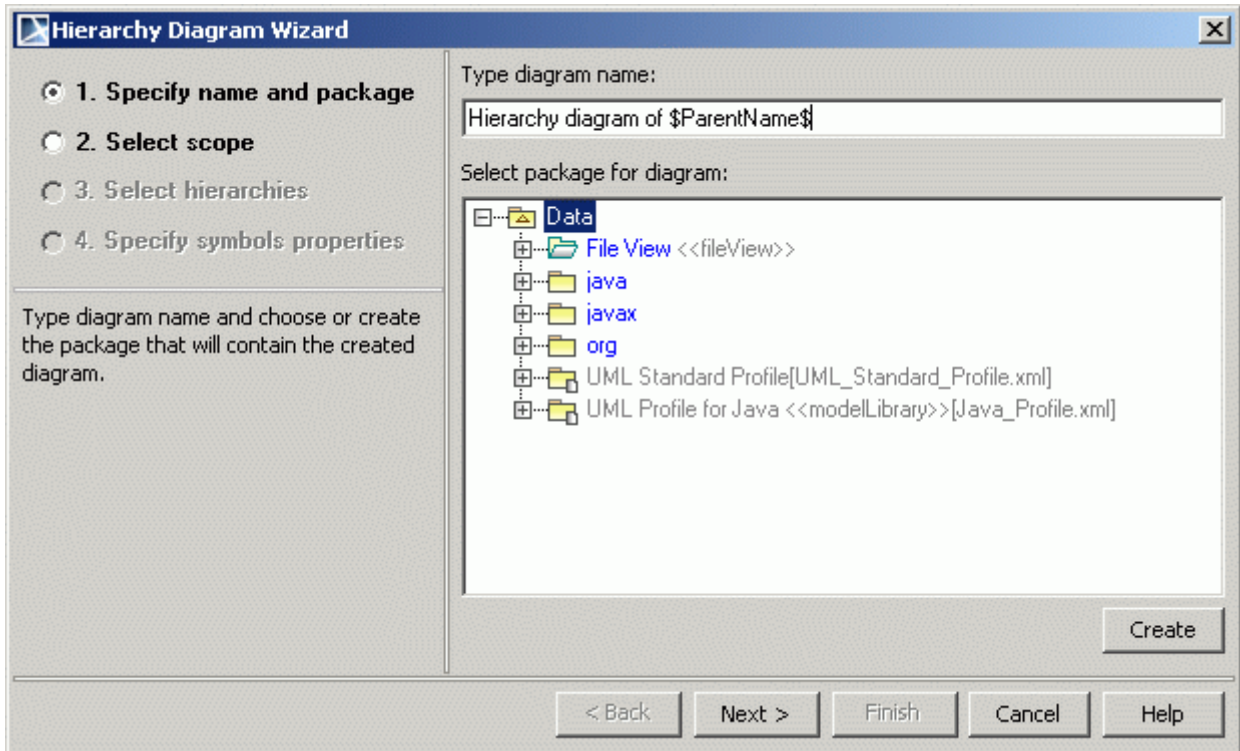 Hierarchy Diagram Wizard
1. Specify name and package
2. Select scope
3. Select hierarchies
4. Specify symbols properties
Type diagram name and choose or create
the package that will contain the created
diagram.
Type diagram name:
Hierarchy diagram of $ParentName$
Select package for diagram:
Data
File View <<fileView>>
java
javax
org
UML Standard Profile[UML_Standard_Profile.xml]
UML Profile for Java <<modelLibrary>>[Java_Profile.xml]
Create
< Back Next > Finish Cancel Help